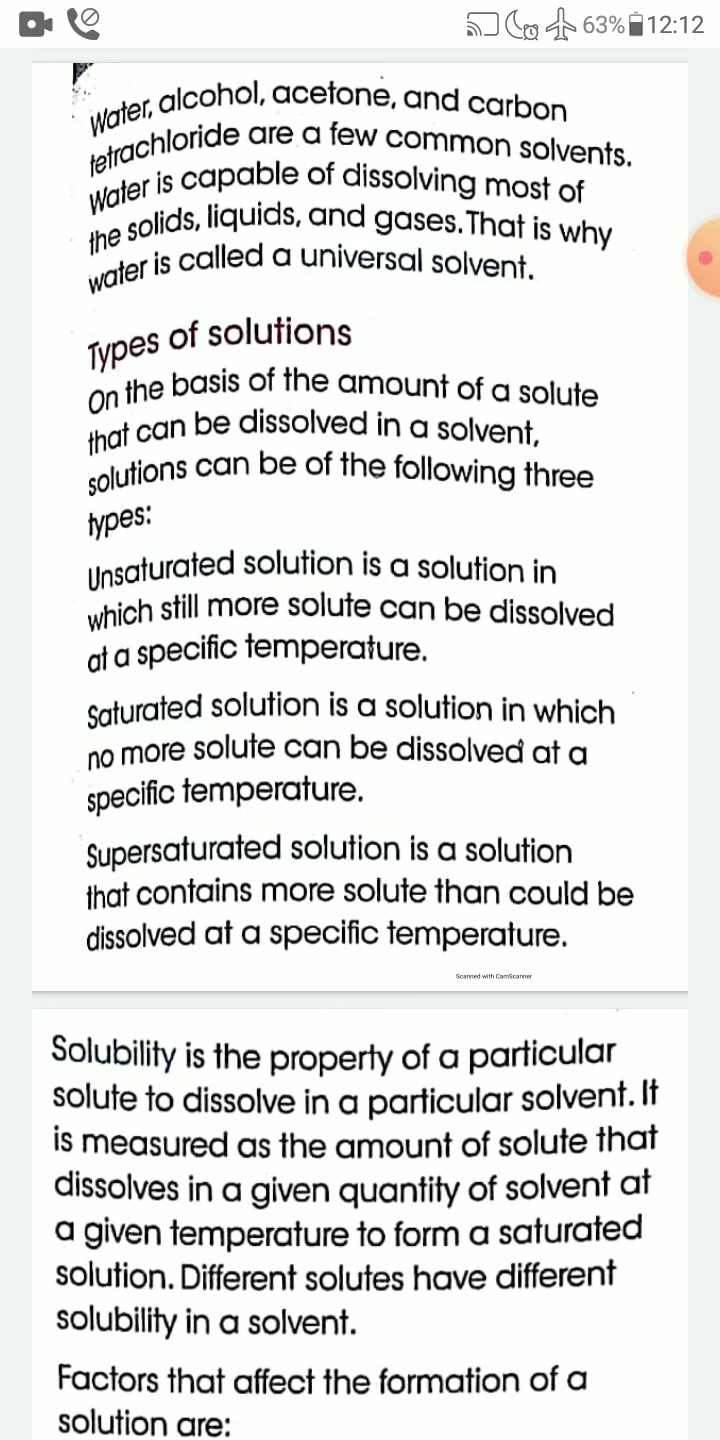 63% 12:12
Water, alcohol, acetone, and carbon
tetrachloride are a few common solvents.
Water is capable of dissolving most of
the solids, liquids, and gases.That is why
water is called a universal solvent.
Types of solutions
On the basis of the amount of a solute
that can be dissolved in a solvent,
solutions can be of the following three
types:
Unsaturated solution is a solution in
which still more solute can be dissolved
at a specific temperature.
Saturated solution is a solution in which
no more solute can be dissolved at a
specific temperature.
Supersaturated solution is a solution
that contains more solute than could be
dissolved at a specific temperature.
Scanned with CamScanner
Solubility is the property of a particular
solute to dissolve in a particular solvent. It
is measured as the amount of solute that
dissolves in a given quantity of solvent at
a given temperature to form a saturated
solution. Different solutes have different
solubility in a solvent.
Factors that affect the formation of a
solution are: